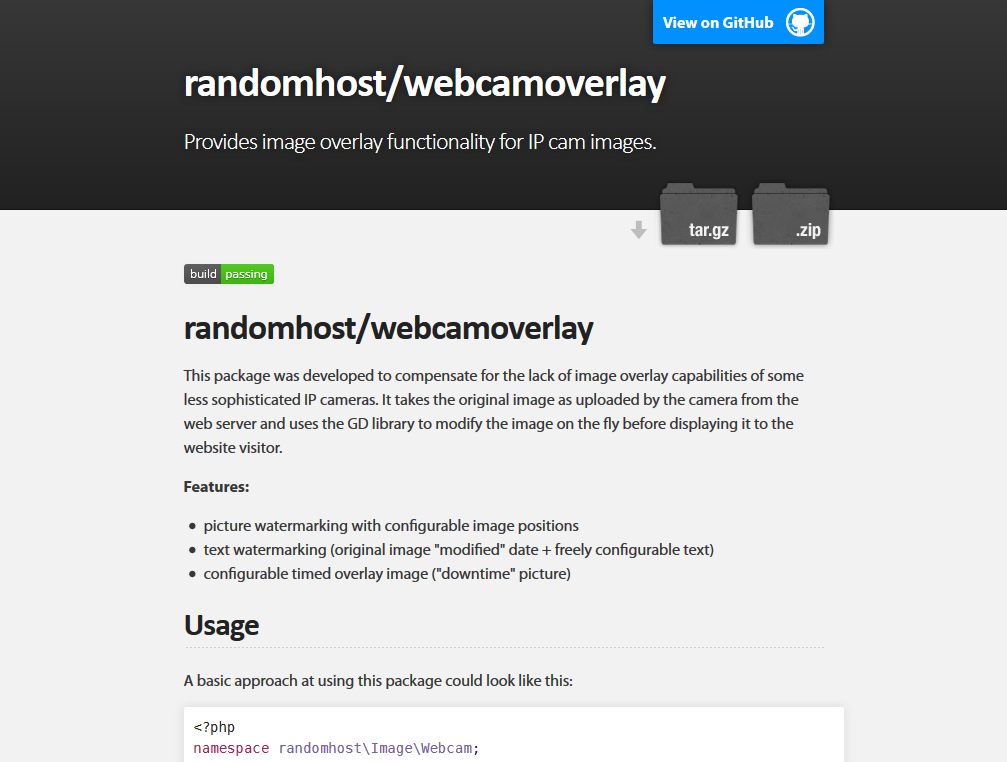 View on GitHub
randomhost/webcamoverlay
Provides image overlay functionality for IP cam images.
tar.gz
.zip
build passing
randomhost/webcamoverlay
This package was developed to compensate for the lack of image overlay capabilities of some
less sophisticated IP cameras. It takes the original image as uploaded by the camera from the
web server and uses the GD library to modify the image on the fly before displaying it to the
website visitor.
Features:
• picture watermarking with configurable image positions
• text watermarking (original image "modified" date + freely configurable text)
• configurable timed overlay image ("downtime" picture)
Usage
A basic approach at using this package could look like this:
<?php
namespace randomhost\Image\Webcam;